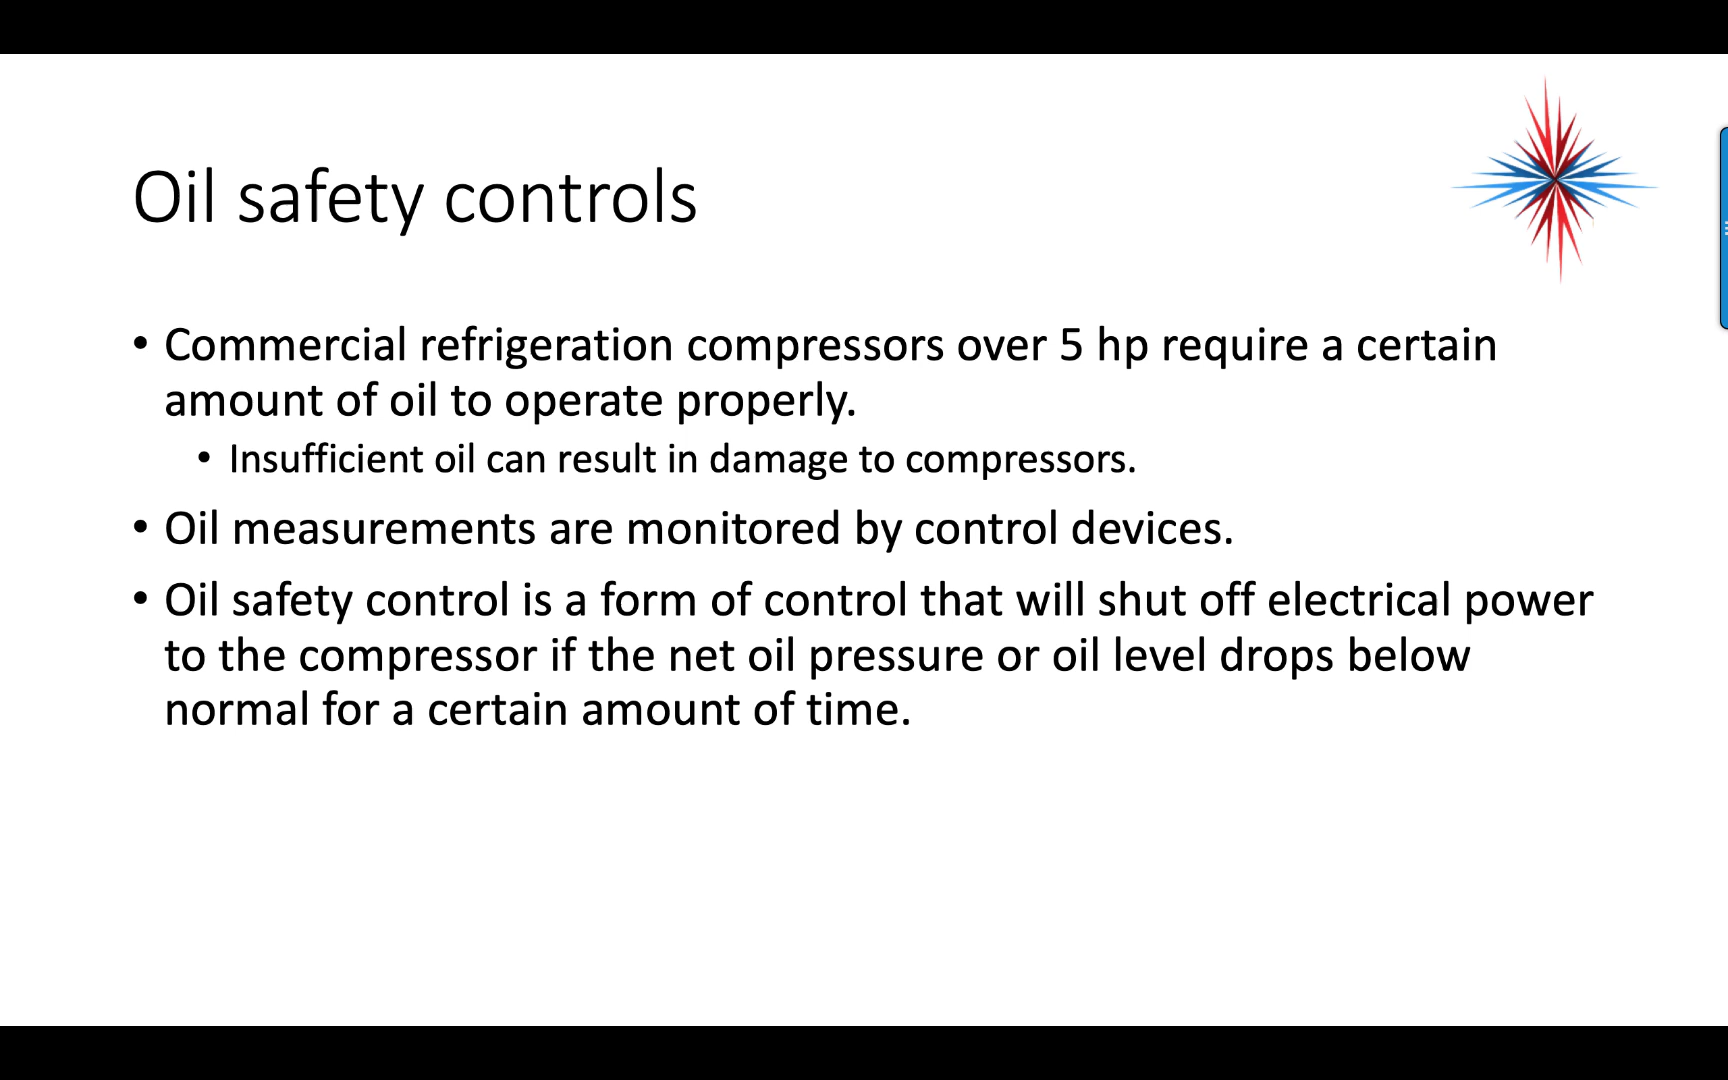 Oil safety controls
• Commercial refrigeration compressors over 5 hp require a certain
amount of oil to operate properly.
• Insufficient oil can result in damage to compressors.
• Oil measurements are monitored by control devices.
• Oil safety control is a form of control that will shut off electrical power
to the compressor if the net oil pressure or oil level drops below
normal for a certain amount of time.